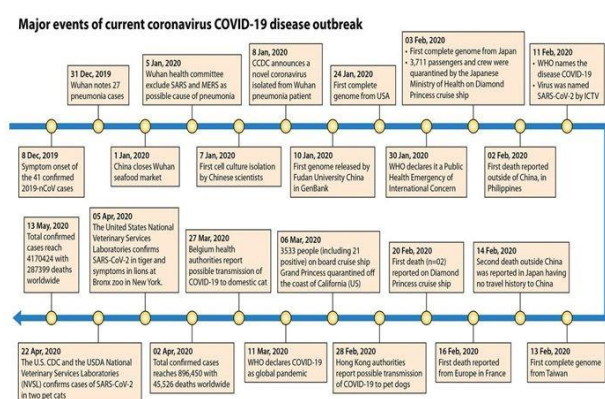 Major events of current coronavirus COVID-19 disease outbreak
31 Dec, 2019
Wuhan notes 27
pneumonia cases
5 Jan, 2020
Wuhan health committee
exclude SARS and MERS as
possible cause of pneumonia
8 Jan, 2020
CCDC announces a
novel coronavirus
isolated from Wuhan
pneumonia patient
24 Jan, 2020
First complete
genome from USA
03 Feb, 2020
• First complete genome from Japan
• 3,711 passengers and crew were
quarantined by the Japanese
Ministry of Health on Diamond
Princess cruise ship
11 Feb, 2020
• WHO names the
disease COVID-19
• Virus was named
SARS-CoV-2 by ICTV
8 Dec, 2019
Symptom onset of
the 41 confirmed
2019-nCoV cases
1 Jan, 2020
China closes Wuhan
seafood market
7 Jan, 2020
First cell culture isolation
by Chinese scientists
10 Jan, 2020
First genome released by
Fudan University China
in GenBank
30 Jan, 2020
WHO declares it a Public
Health Emergency of
International Concern
02 Feb, 2020
First death reported
outside of China, in
Philippines
13 May, 2020
Total confirmed
cases reach
4170424 with
287399 deaths
worldwide
05 Apr, 2020
The United States National
Veterinary Services
Laboratories confirms
SARS-CoV-2 in tiger and
symptoms in lions at
Bronx zoo in New York.
27 Mar, 2020
Belgium health
authorities report
possible transmission of
COVID-19 to domestic cat
06 Mar, 2020
3533 people (including 21
positive) on board cruise ship
Grand Princess quarantined off
the coast of California (US)
20 Feb, 2020
First death (n=02)
reported on Diamond
Princess cruise ship
14 Feb, 2020
Second death outside China
was reported in Japan having
no travel history to China
22 Apr, 2020
The U.S. CDC and the USDA National
Veterinary Services Laboratories
(NVSL) confirms cases of SARS-CoV-2
in two pet cats
02 Apr, 2020
Total confirmed cases
reaches 896,450 with
45,526 deaths worldwide
11 Mar, 2020
WHO declares COVID-19
as global pandemic
28 Feb, 2020
Hong Kong authorities
report possible transmission
of COVID-19 to pet dogs
16 Feb, 2020
First death reported
from Europe in France
13 Feb, 2020
First complete genome
from Taiwan